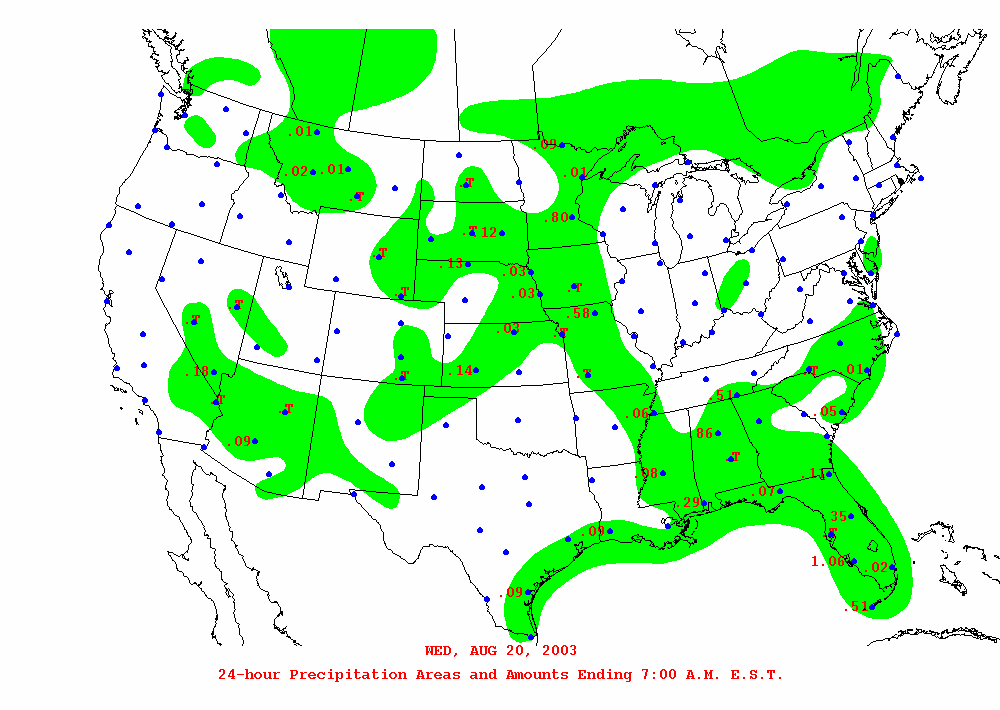 .01
.09
.02 .01
.01
.T
.T
.80
.T .12
.T
.13
.03
.T
.03
.T
.T
.58
.T
.03
.T
.18
.14
.T
.T
.T
.01
.51
.T
.T
.06
.05
.86
.09
.T
.98
.11
.07
.29
.35
.09
.T
1.06
.02
.09
.51
WED, AUG 20, 2003
24-hour Precipitation Areas and Amounts Ending 7:00 A.M. E.S.T.